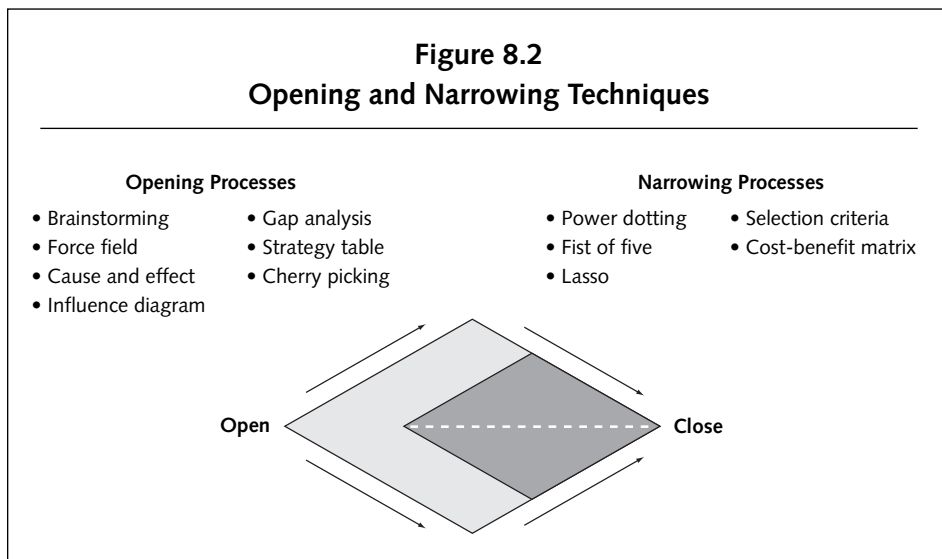 Figure 8.2
Opening and Narrowing Techniques
Opening Processes
• Brainstorming
• Force field
• Cause and effect
• Influence diagram
• Gap analysis
• Strategy table
• Cherry picking
Narrowing Processes
• Power dotting
• Fist of five
• Lasso
• Selection criteria
• Cost-benefit matrix
Open
Close